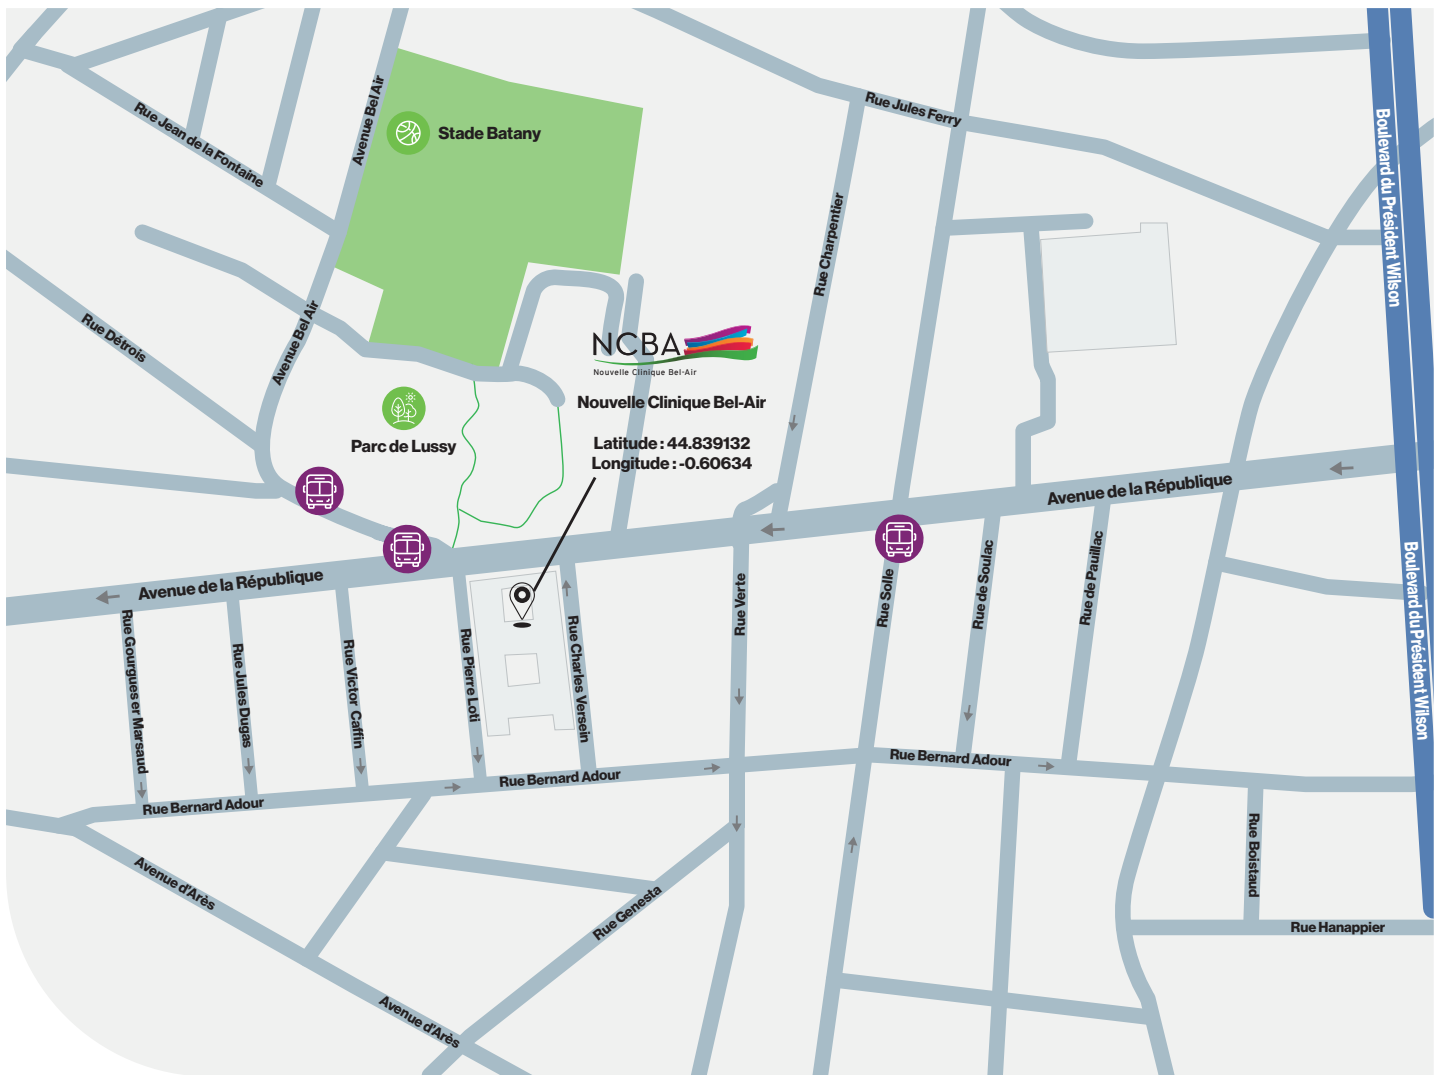 Avenue Bel Air
Stade Batany
Rue Jules Ferry
Boulevard du Président Wilson
Rue Jean de la Fontaine
Rue Charpentier
Rue Détrois
Avenue Bel Air
NCBA
Nouvelle Clinique Bel-Air
Nouvelle Clinique Bel-Air
Latitude : 44.839132
Longitude : -0.60634
Parc de Lussy
Avenue de la République
Avenue de la République
Rue Gourgues er Marsaud
Rue Jules Dugas
Rue Victor Caffin
Rue Pierre Loti
Rue Charles Versein
Rue Verte
Rue Solle
Rue de Soulac
Rue de Pauillac
Boulevard du Président Wilson
Rue Bernard Adour
Rue Bernard Adour
Rue Bernard Adour
Avenue d'Arès
Rue Genesta
Rue Boistaud
Rue Hanappier
Avenue d'Arès